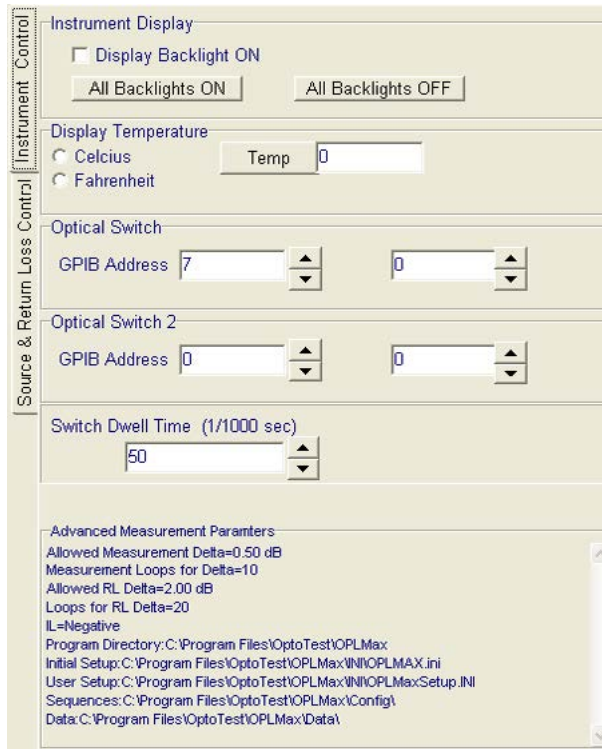 Instrument Control
Source & Return Loss Control
Instrument Display
Display Backlight ON
All Backlights ON
All Backlights OFF
Display Temperature
Celcius
Temp
0
Fahrenheit
Optical Switch
GPIB Address
7
0
Optical Switch 2
GPIB Address
0
0
Switch Dwell Time (1/1000 sec)
50
Advanced Measurement Paramters
Allowed Measurement Delta=0.50 dB
Measurement Loops for Delta=10
Allowed RL Delta=2.00 dB
Loops for RL Delta=20
IL=Negative
Program Directory:C:\Program Files\OptoTest\OPLMax
Initial Setup:C:\Program Files\OptoTest\OPLMax\INI\OPLMAX.ini
User Setup:C:\Program Files\OptoTest\OPLMax\INI\OPLMaxSetup.INI
Sequences:C:\Program Files\OptoTest\OPLMax\Config\
Data:C:\Program Files\OptoTest\OPLMax\Data\